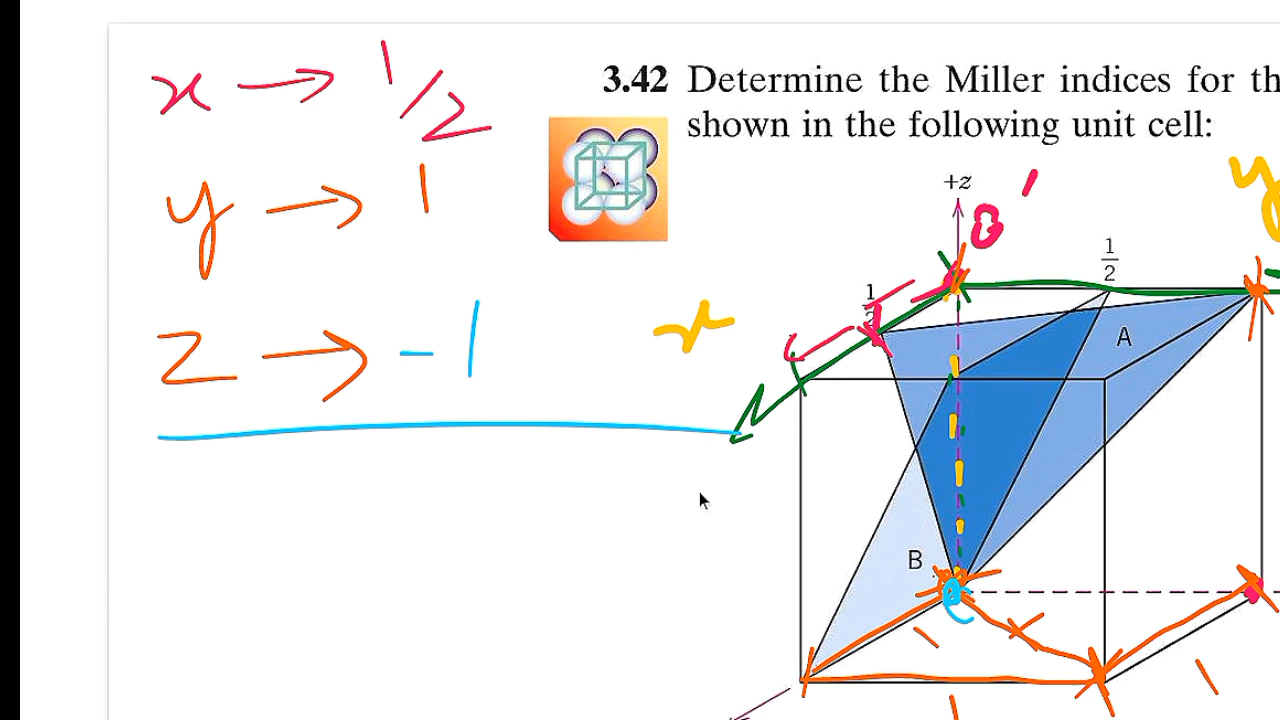 x → 1/2
y → 1
z → -1
3.42 Determine the Miller indices for th
shown in the following unit cell:
+z
0'
y
1/2
1/2
x
A
B